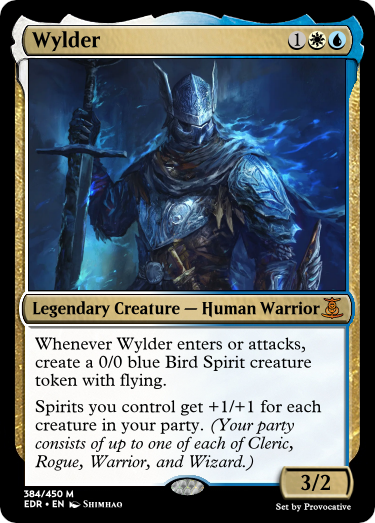 Wylder 1
Legendary Creature — Human Warrior
Whenever Wylder enters or attacks,
create a 0/0 blue Bird Spirit creature
token with flying.
Spirits you control get +1/+1 for each
creature in your party. (Your party
consists of up to one of each of Cleric,
Rogue, Warrior, and Wizard.)
3/2
384/450 M
EDR • EN Shimhao
Set by Provocative